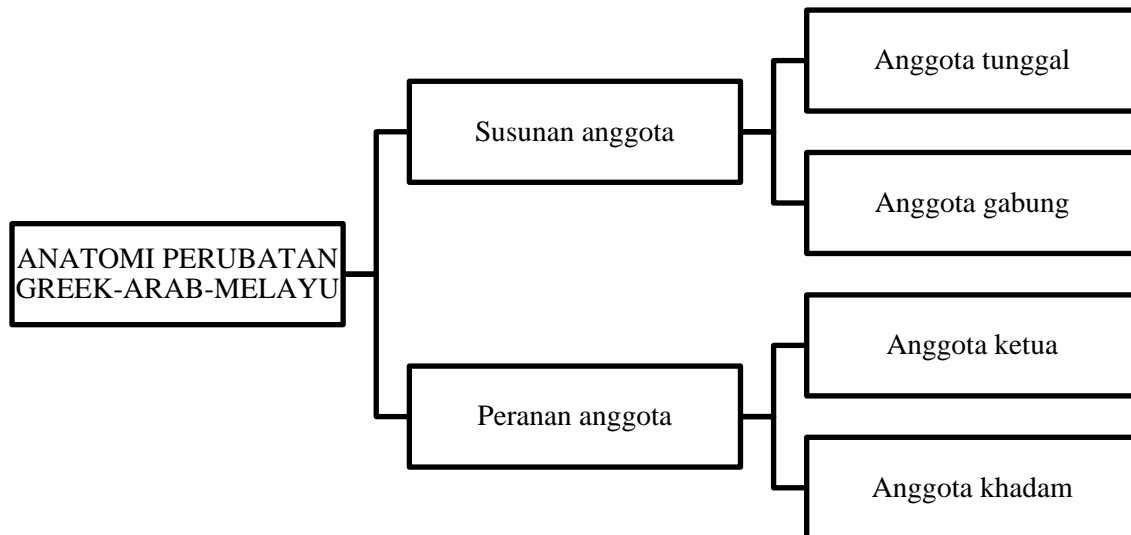 ANATOMI PERUBATAN
GREEK-ARAB-MELAYU
Susunan anggota
Anggota tunggal
Anggota gabung
Peranan anggota
Anggota ketua
Anggota khadam